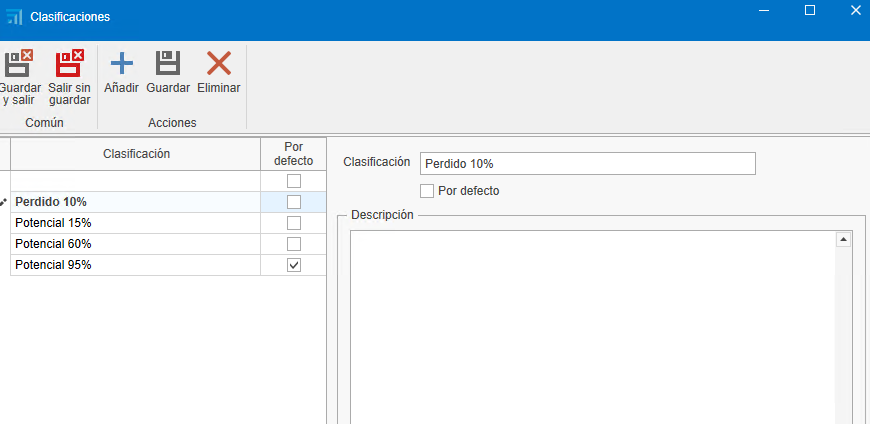 Clasificaciones
Guardar y salir
Salir sin guardar
Añadir
Guardar
Eliminar
Común
Acciones
Clasificación
Por defecto
Perdido 10%
Potencial 15%
Potencial 60%
Potencial 95%
Clasificación
Perdido 10%
Por defecto
Descripción